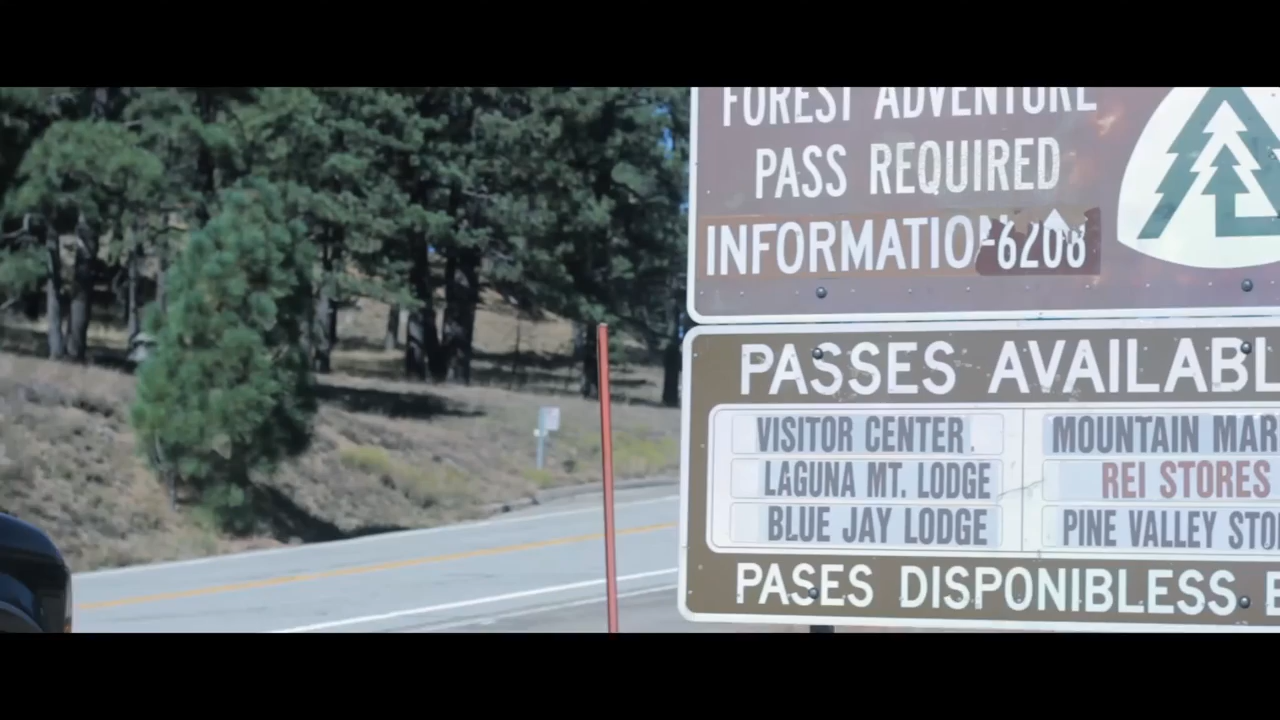 FOREST ADVENTURE
PASS REQUIRED
INFORMATION-6208
PASSES AVAILABL
VISITOR CENTER.
MOUNTAIN MAR
LAGUNA MT. LODGE
REI STORES
BLUE JAY LODGE
PINE VALLEY STO
PASES DISPONIBLESS E